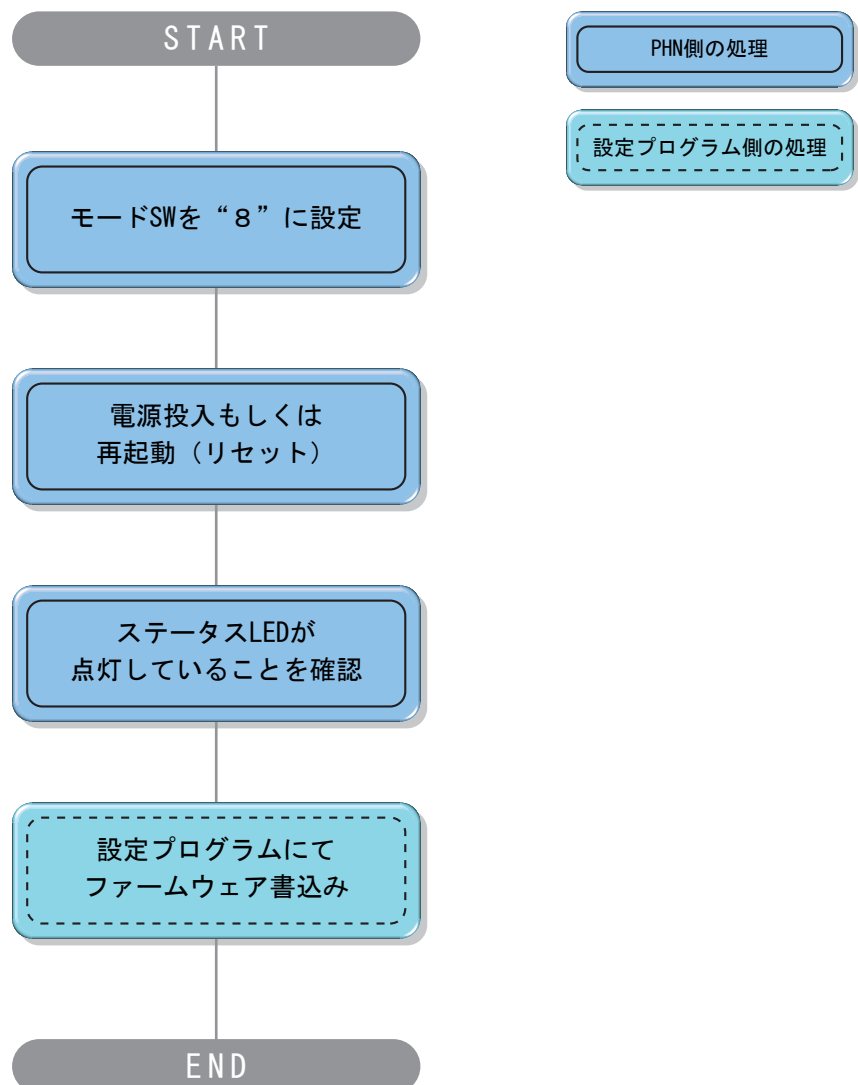 START
PHN側の処理
設定プログラム側の処理
モードSWを“８”に設定
電源投入もしくは
再起動（リセット）
ステータスLEDが
点灯していることを確認
設定プログラムにて
ファームウェア書込み
END